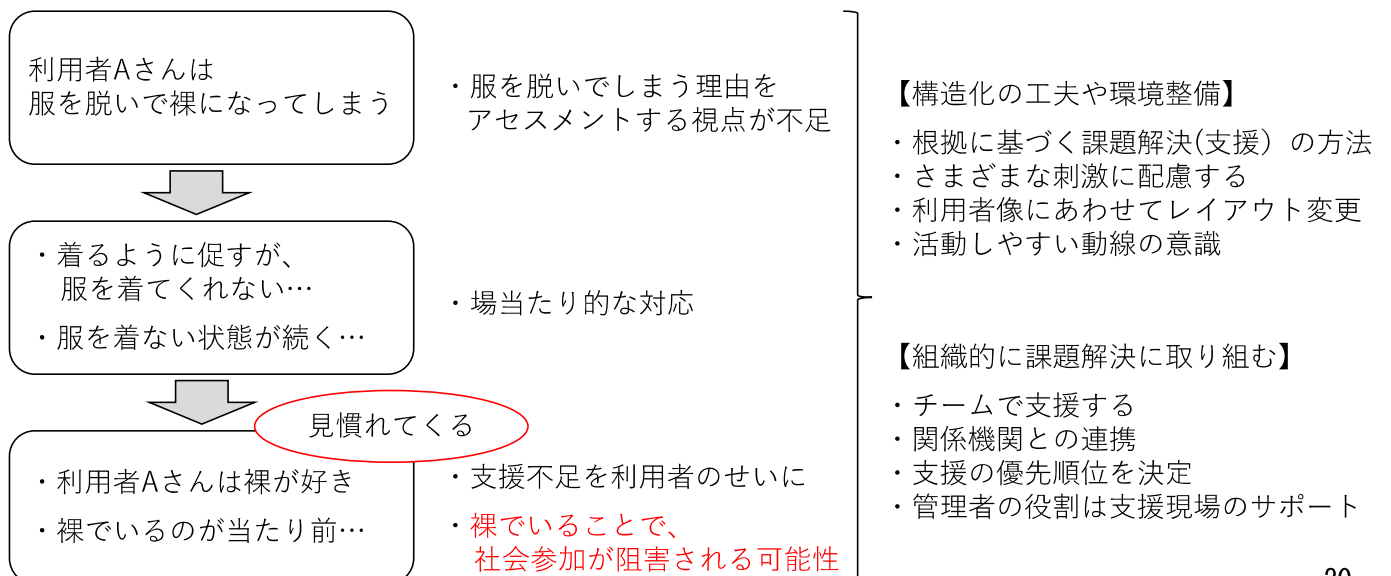 利用者Aさんは
服を脱いで裸になってしまう
・服を脱いでしまう理由を
アセスメントする視点が不足
・着るように促すが、
服を着てくれない…
・服を着ない状態が続く…
・場当たり的な対応
見慣れてくる
・利用者Aさんは裸が好き
・裸でいるのが当たり前…
・支援不足を利用者のせいに
・裸でいることで、
社会参加が阻害される可能性
【構造化の工夫や環境整備】
・根拠に基づく課題解決(支援）の方法
・さまざまな刺激に配慮する
・利用者像にあわせてレイアウト変更
・活動しやすい動線の意識
【組織的に課題解決に取り組む】
・チームで支援する
・関係機関との連携
・支援の優先順位を決定
・管理者の役割は支援現場のサポート